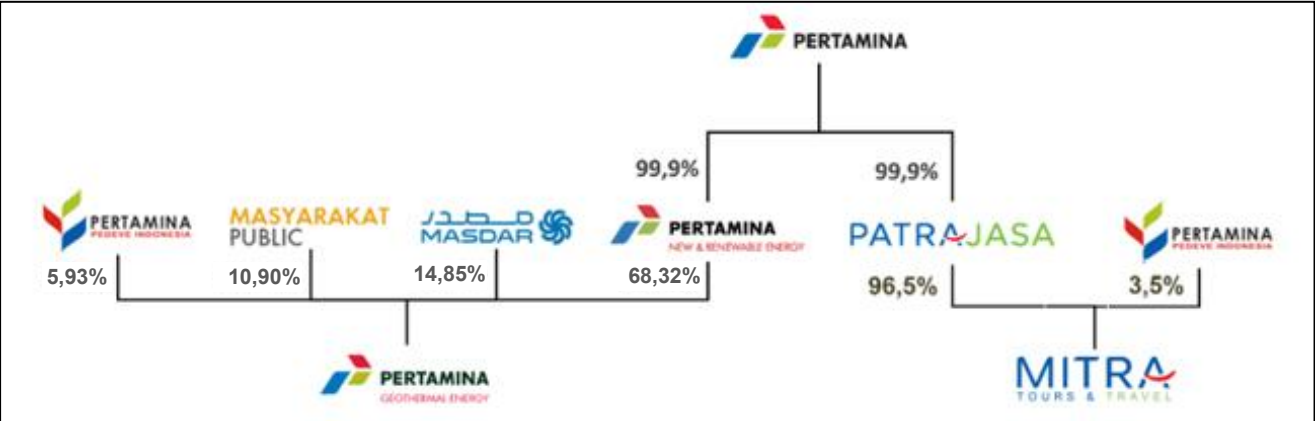 PERTAMINA
99,9%
99,9%
PERTAMINA
PEDEVE INDONESIA
MASYARAKAT
PUBLIC
مصدر
MASDAR
PERTAMINA
NEW & RENEWABLE ENERGY
PATRA JASA
PERTAMINA
PEDEVE INDONESIA
5,93%
10,90%
14,85%
68,32%
96,5%
3,5%
PERTAMINA
GEOTHERMAL ENERGY
MITRA
TOURS & TRAVEL